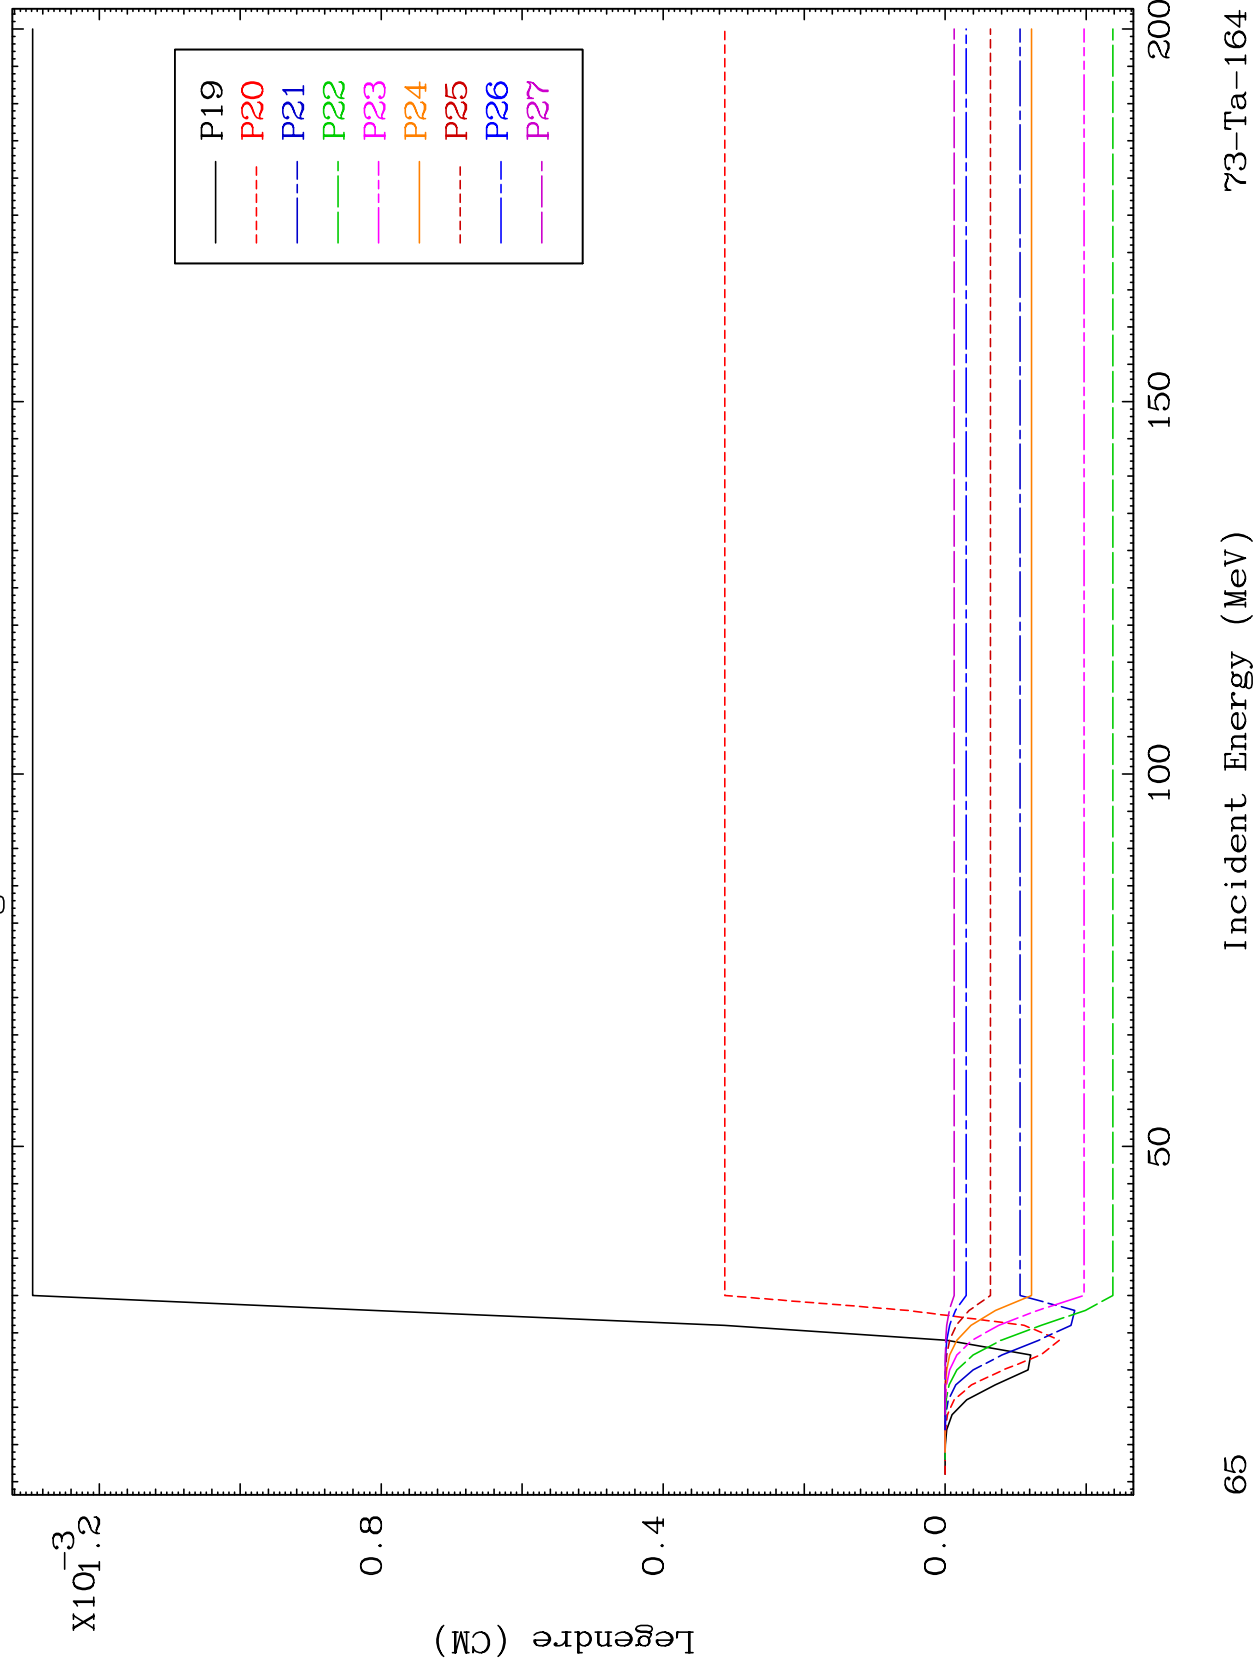 X10-3
1.2
0.8
0.4
0.0
Legendre (CM)
P19
P20
P21
P22
P23
P24
P25
P26
P27
50
100
150
200
Incident Energy (MeV)
65
73-Ta-164